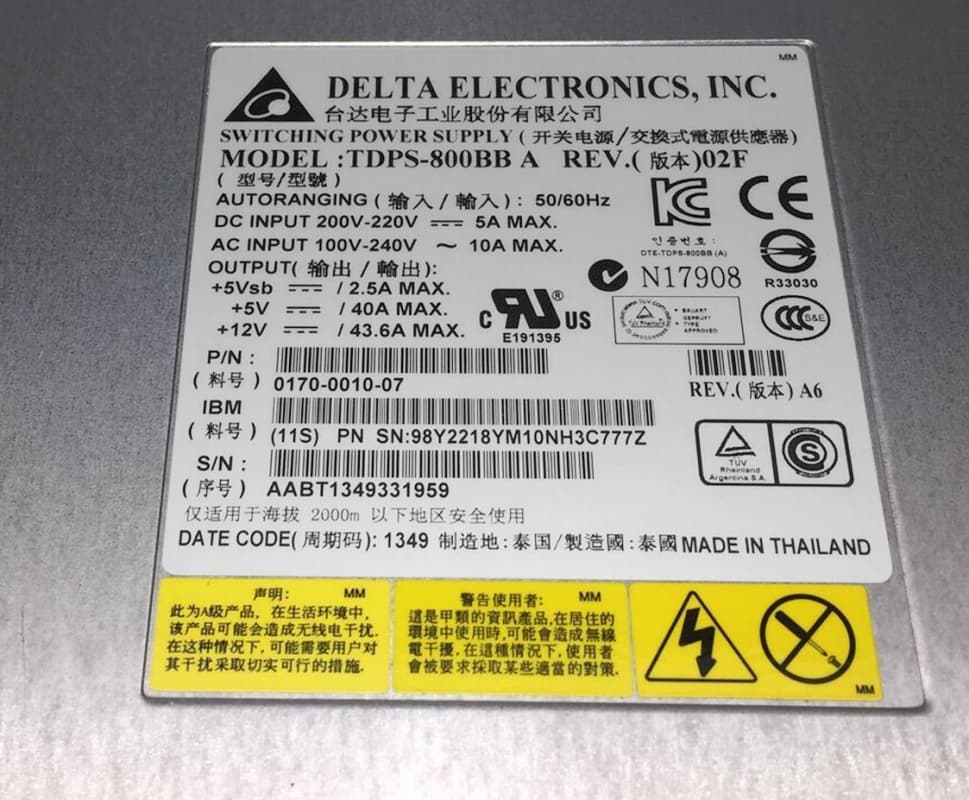 MM
DELTA ELECTRONICS, INC.
台达电子工业股份有限公司
SWITCHING POWER SUPPLY ( 开关电源/交換式電源供應器)
MODEL :TDPS-800BB A REV.( 版本)02F
( 型号/型號 )
AUTORANGING ( 输入 / 輸入 ) : 50/60Hz
DC INPUT 200V-220V ⎓ 5A MAX.
AC INPUT 100V-240V ~ 10A MAX.
OUTPUT( 输出 / 輸出):
+5Vsb ⎓ / 2.5A MAX.
+5V ⎓ / 40A MAX.
+12V ⎓ / 43.6A MAX.
KC CE
인증번호 :
DTE-TDPS-800BB (A)
N17908
R33030
c RU ® US
E191395
TÜVRheinland
BAUART
GEPRUFT
TYPE
APPROVED
CCC S&E
P/N :
( 料号 ) 0170-0010-07
REV.( 版本) A6
IBM
( 料号 ) (11S) PN SN:98Y2218YM10NH3C777Z
S/N :
( 序号 ) AABT1349331959
TÜV
Rheinland
Argentina S.A.
S
仅适用于海拔 2000m 以下地区安全使用
DATE CODE( 周期码): 1349 制造地:泰国/製造國:泰國 MADE IN THAILAND
声明: MM
此为A级产品, 在生活环境中,
该产品可能会造成无线电干扰.
在这种情况下, 可能需要用户对
其干扰采取切实可行的措施.
警告使用者: MM
這是甲類的資訊產品,在居住的
環境中使用時,可能會造成無線
電干擾,在這種情況下,使用者
會被要求採取某些適當的對策.
MM